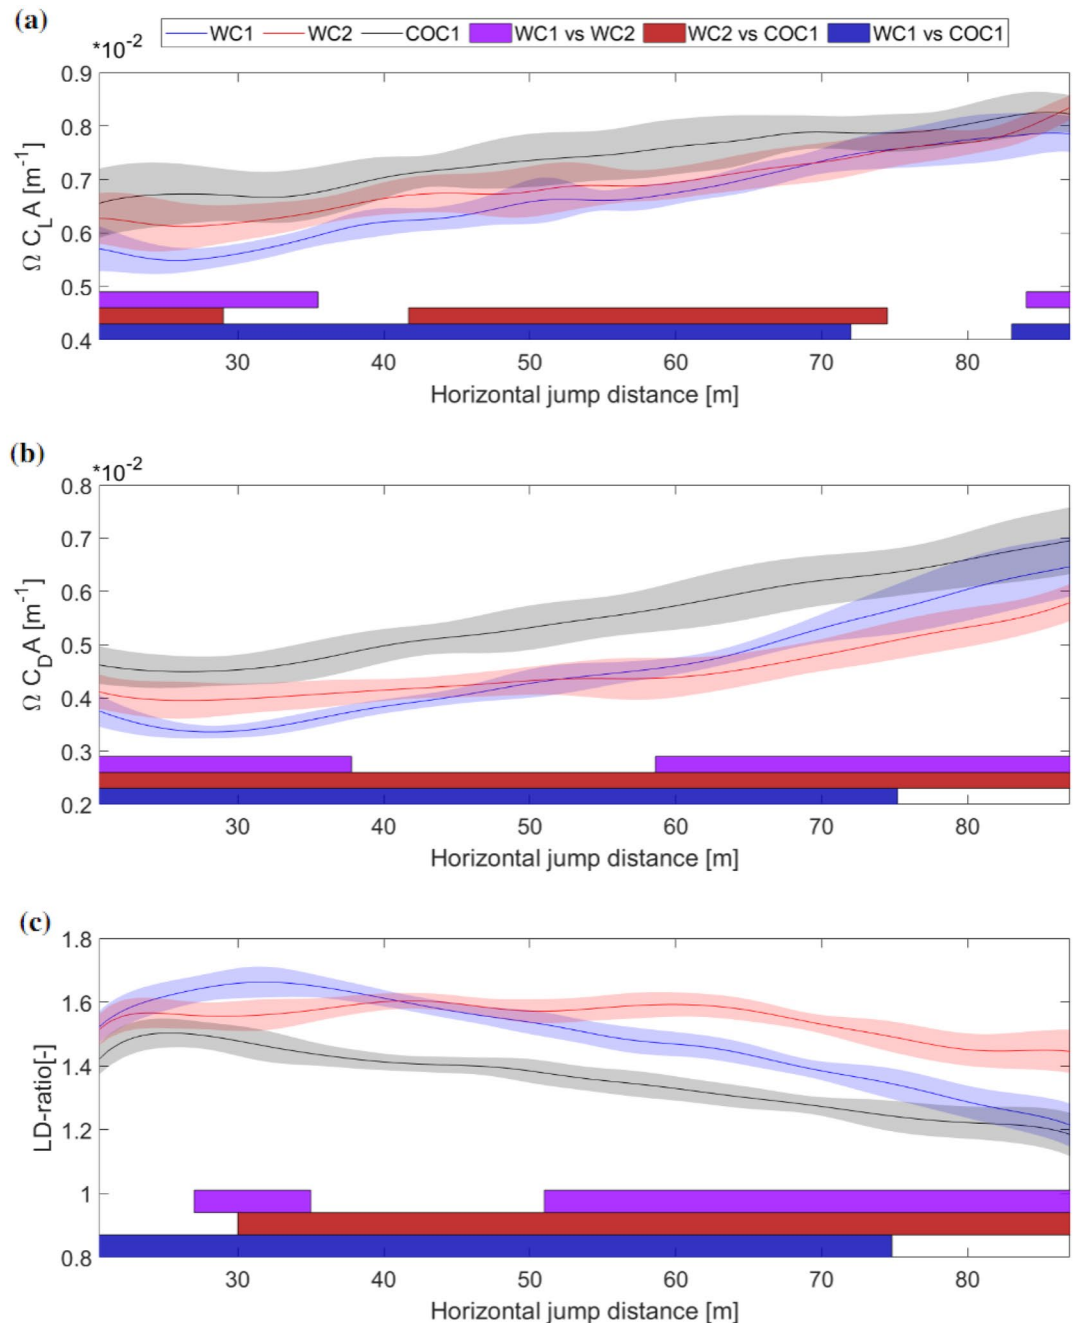 (a)
WC1 WC2 COC1 WC1 vs WC2 WC2 vs COC1 WC1 vs COC1
*10-2
0.9
0.8
0.7
0.6
0.5
0.4
Ω CLA [m-1]
30 40 50 60 70 80
Horizontal jump distance [m]
(b)
*10-2
0.8
0.7
0.6
0.5
0.4
0.3
0.2
Ω CDA [m-1]
30 40 50 60 70 80
Horizontal jump distance [m]
(c)
1.8
1.6
1.4
1.2
1
0.8
LD-ratio[-]
30 40 50 60 70 80
Horizontal jump distance [m]